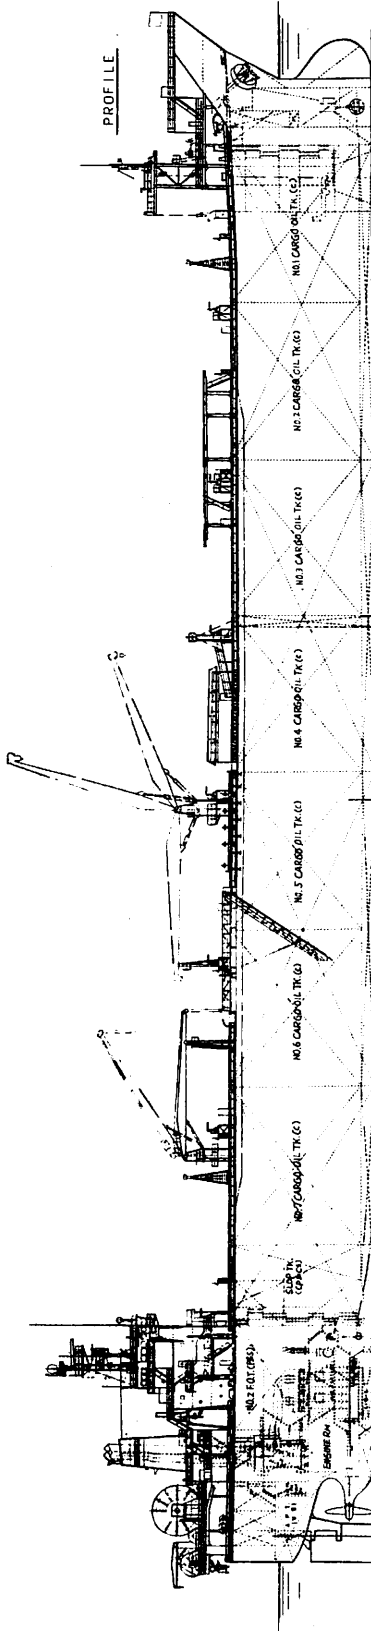 PROFILE
NO.1 CARGO OIL TK.(C)
NO.2 CARGO OIL TK.(C)
NO.3 CARGO OIL TK.(C)
NO.4 CARGO OIL TK.(C)
NO.5 CARGO OIL TK.(C)
NO.6 CARGO OIL TK.(C)
NO.7 CARGO OIL TK.(C)
SLOP TK.
(P&S)
NO.2 F.O.T. (P&S)
ENGINE RM